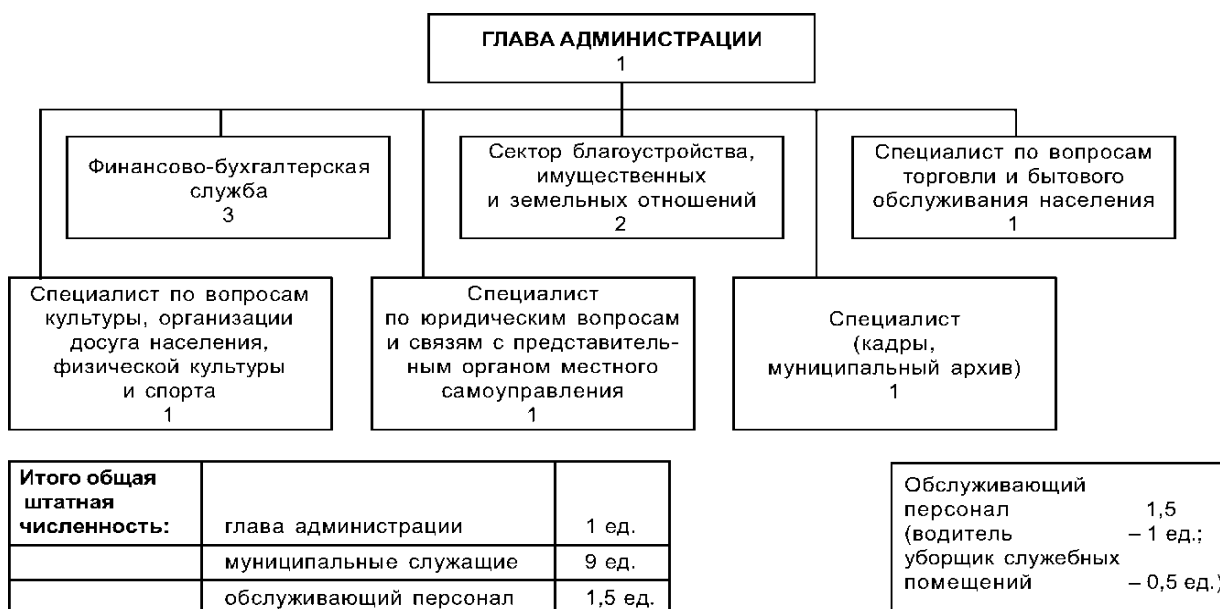 ГЛАВА АДМИНИСТРАЦИИ
1
Финансово-бухгалтерская
служба
3
Сектор благоустройства,
имущественных
и земельных отношений
2
Специалист по вопросам
торговли и бытового
обслуживания населения
1
Специалист по вопросам
культуры, организации
досуга населения,
физической культуры
и спорта
1
Специалист
по юридическим вопросам
и связям с представитель-
ным органом местного
самоуправления
1
Специалист
(кадры,
муниципальный архив)
1
Итого общая
штатная
численность: глава администрации 1 ед.
муниципальные служащие 9 ед.
обслуживающий персонал 1,5 ед.
Обслуживающий
персонал 1,5
(водитель – 1 ед.;
уборщик служебных
помещений – 0,5 ед.)